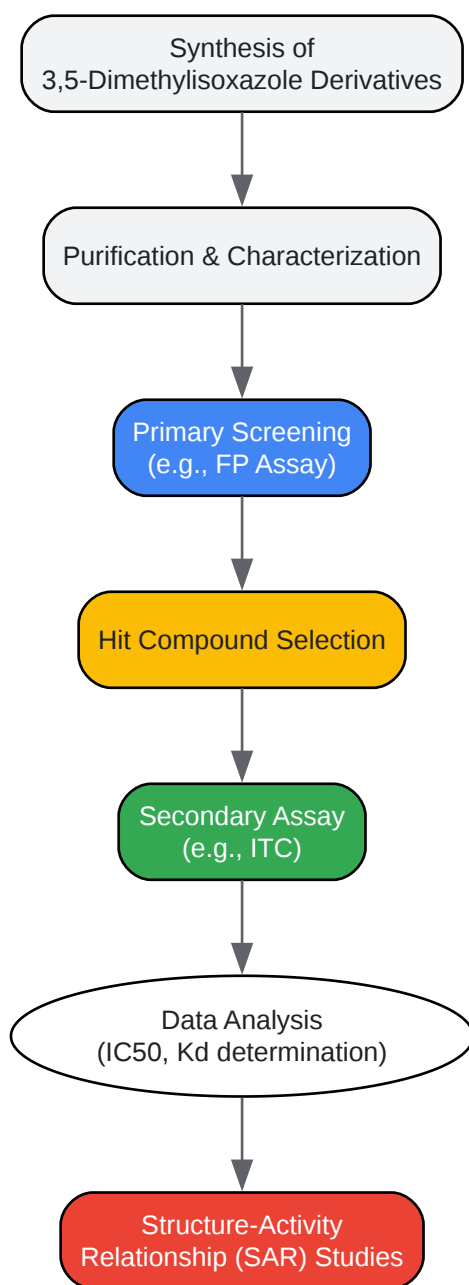 Synthesis of
3,5-Dimethylisoxazole Derivatives
Purification & Characterization
Primary Screening
(e.g., FP Assay)
Hit Compound Selection
Secondary Assay
(e.g., ITC)
Data Analysis
(IC50, Kd determination)
Structure-Activity
Relationship (SAR) Studies